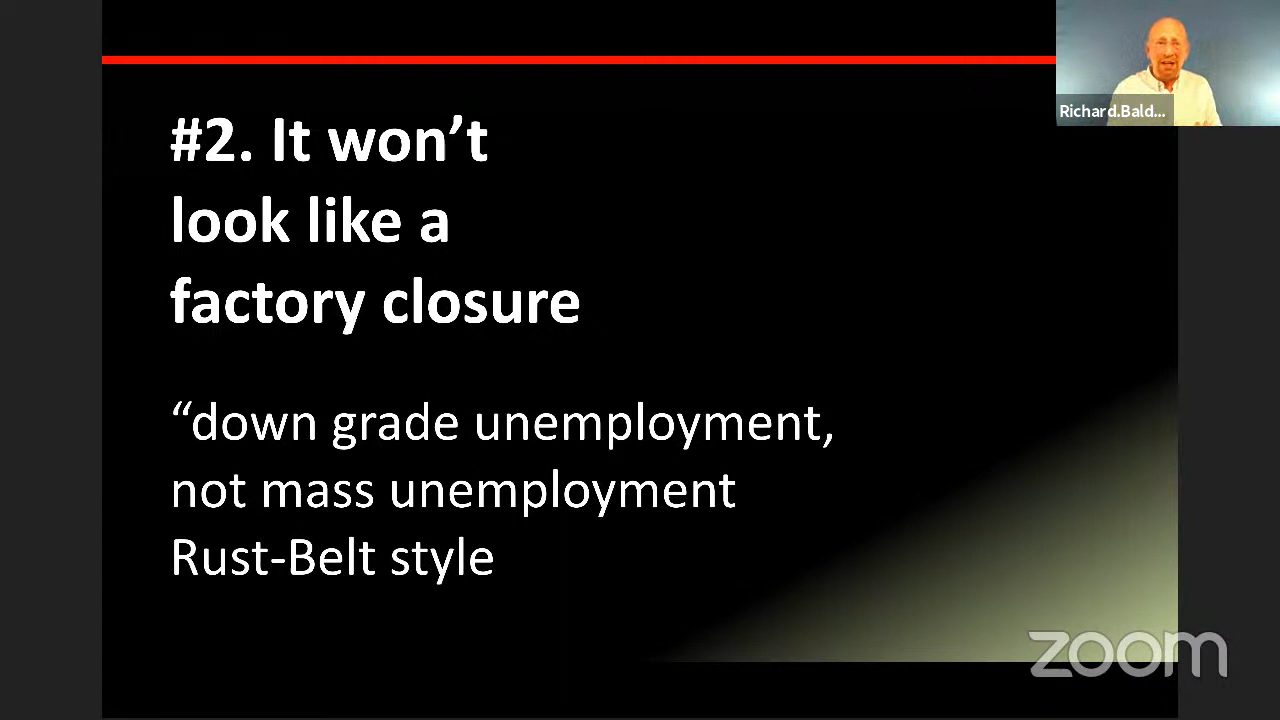 Richard.Bald...
#2. It won’t
look like a
factory closure
“down grade unemployment,
not mass unemployment
Rust-Belt style
zoom